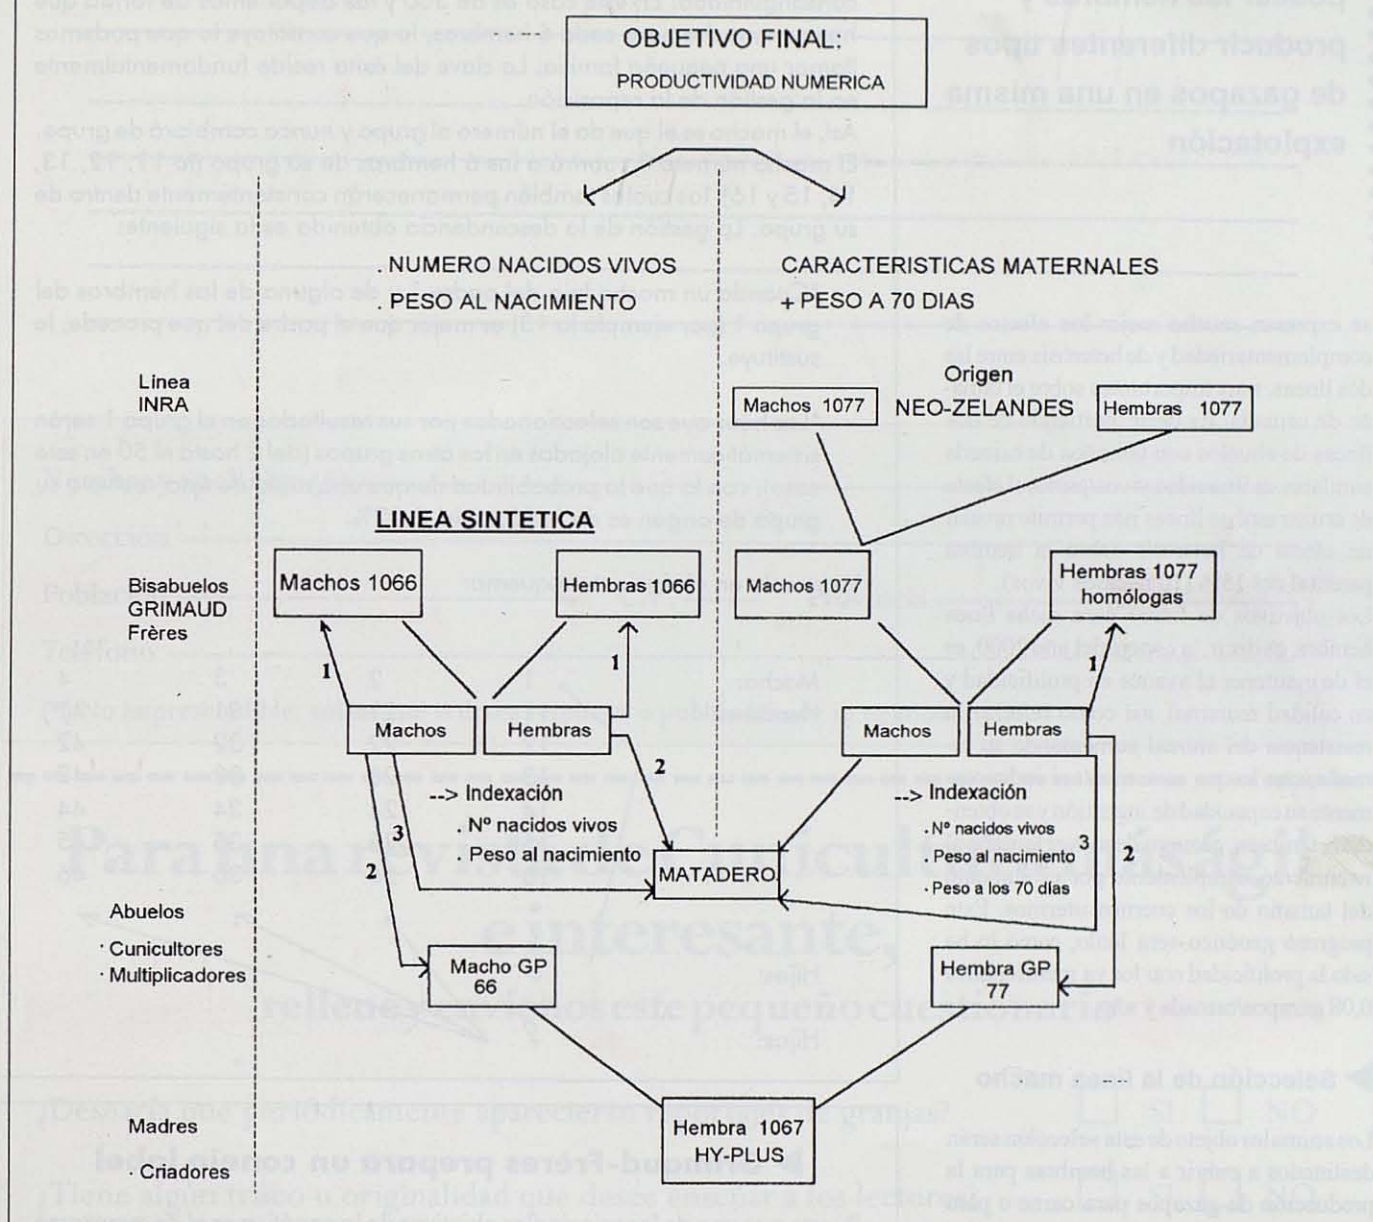 OBJETIVO FINAL:
PRODUCTIVIDAD NUMERICA
. NUMERO NACIDOS VIVOS
. PESO AL NACIMIENTO
CARACTERISTICAS MATERNALES
+ PESO A 70 DIAS
Linea
INRA
Origen
Machos 1077
NEO-ZELANDES
Hembras 1077
LINEA SINTETICA
Bisabuelos
GRIMAUD
Frères
Machos 1066
Hembras 1066
Machos 1077
Hembras 1077
homólogas
1
1
1
Machos
Hembras
Machos
Hembras
2
3
2
--> Indexación
. Nº nacidos vivos
. Peso al nacimiento
MATADERO
--> Indexación
. Nº nacidos vivos
. Peso al nacimiento
. Peso a los 70 días
3
2
Abuelos
· Cunicultores
· Multiplicadores
Macho GP
66
Hembra GP
77
Madres
· Criadores
Hembra 1067
HY-PLUS